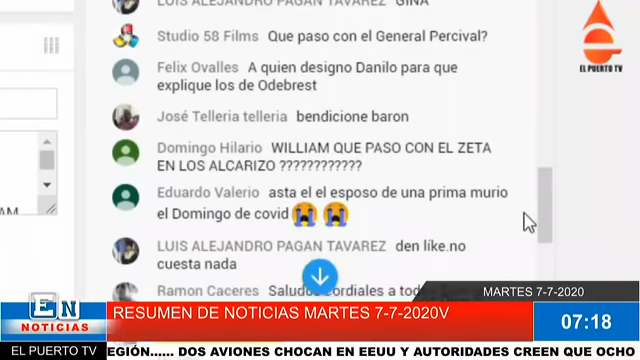 LUIS ALEJANDRO PAGAN TAVAREZ GINA
Studio 58 Films Que paso con el General Percival?
Felix Ovalles A quien designo Danilo para que
explique los de Odebrest
José Telleria telleria bendicione baron
Domingo Hilario WILLIAM QUE PASO CON EL ZETA
EN LOS ALCARIZO ????????????
Eduardo Valerio asta el el esposo de una prima murio
el Domingo de covid 😭😭
LUIS ALEJANDRO PAGAN TAVAREZ den líke.no
cuesta nada
Ramon Caceres Saludos Cordiales a
EL PUERTO TV
MARTES 7-7-2020
EN
NOTICIAS
RESUMEN DE NOTICIAS MARTES 7-7-2020V
07:18
EL PUERTO TV
EGIÓN...... DOS AVIONES CHOCAN EN EEUU Y AUTORIDADES CREEN QUE OCHO